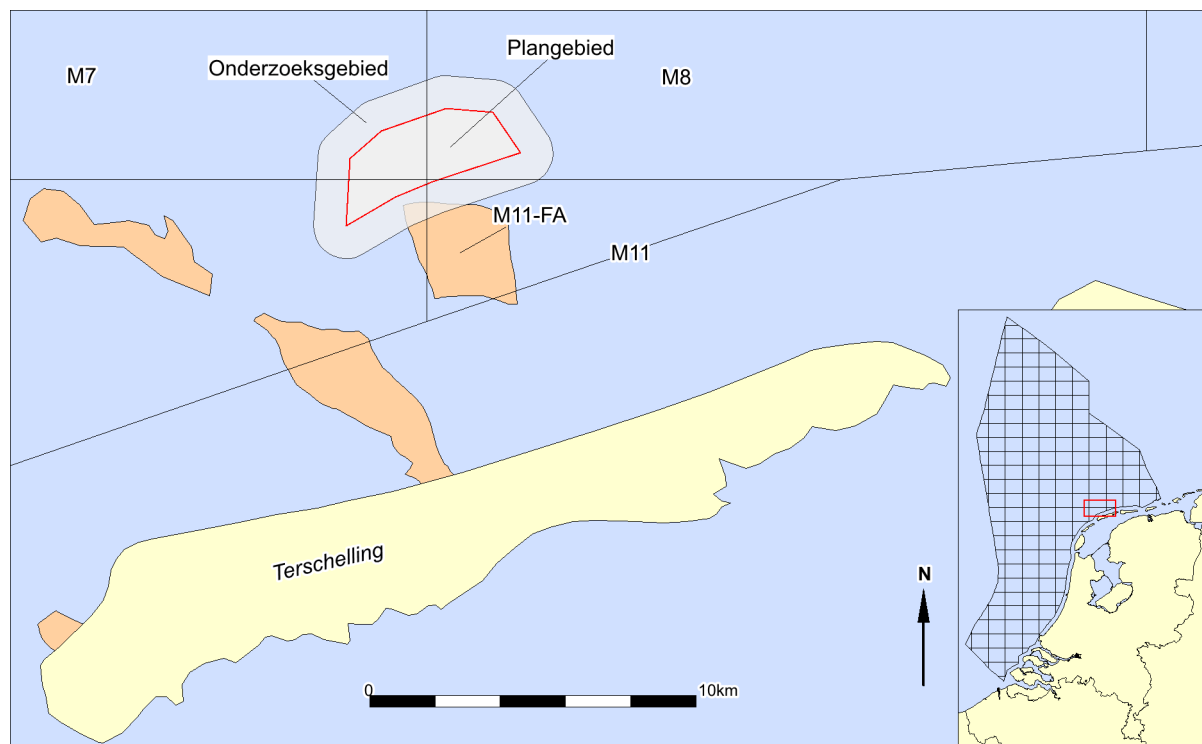 Plangebied
Onderzoeksgebied
M7
M8
M11-FA
M11
Terschelling
N
0
10km